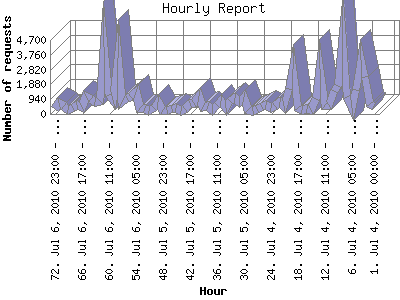 Hourly Report
Number of requests
4,700
3,760
2,820
1,880
940
0
72. Jul 6, 2010 23:00 - ...
66. Jul 6, 2010 17:00 - ...
60. Jul 6, 2010 11:00 - ...
54. Jul 6, 2010 05:00 - ...
48. Jul 5, 2010 23:00 - ...
42. Jul 5, 2010 17:00 - ...
36. Jul 5, 2010 11:00 - ...
30. Jul 5, 2010 05:00 - ...
24. Jul 4, 2010 23:00 - ...
18. Jul 4, 2010 17:00 - ...
12. Jul 4, 2010 11:00 - ...
6. Jul 4, 2010 05:00 - ...
1. Jul 4, 2010 00:00 - ...
Hour